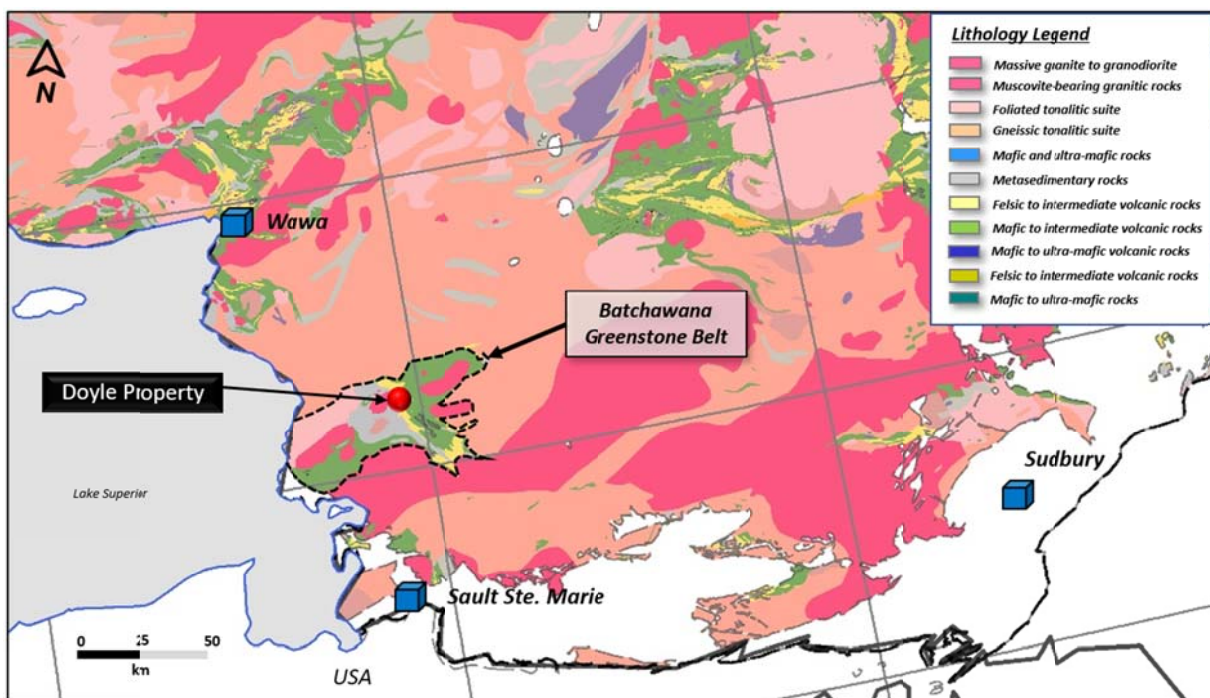 N
Wawa
Batchawana
Greenstone Belt
Doyle Property
Lake Superior
Sudbury
Sault Ste. Marie
0 25 50
km
USA
Lithology Legend
Massive granite to granodiorite
Muscovite-bearing granitic rocks
Foliated tonalitic suite
Gneissic tonalitic suite
Mafic and ultra-mafic rocks
Metasedimentary rocks
Felsic to intermediate volcanic rocks
Mafic to intermediate volcanic rocks
Mafic to ultra-mafic volcanic rocks
Felsic to intermediate volcanic rocks
Mafic to ultra-mafic rocks